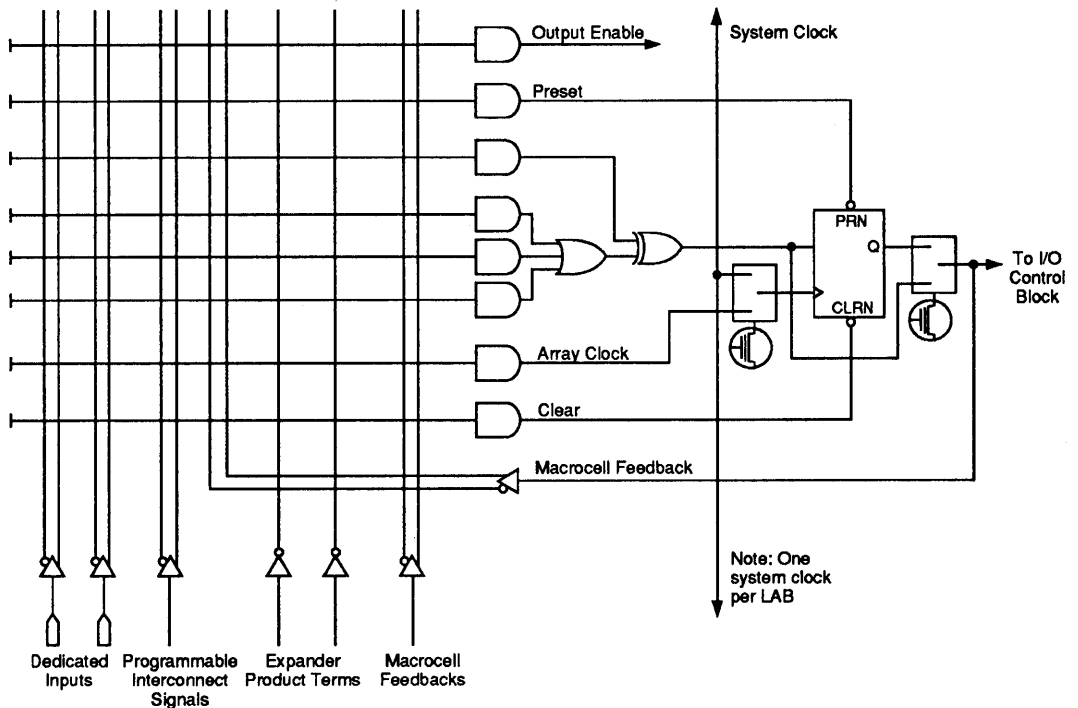 Output Enable
System Clock
Preset
PRN
Q
To I/O
Control
Block
CLRN
Array Clock
Clear
Macrocell Feedback
Note: One
system clock
per LAB
Dedicated
Inputs
Programmable
Interconnect
Signals
Expander
Product Terms
Macrocell
Feedbacks